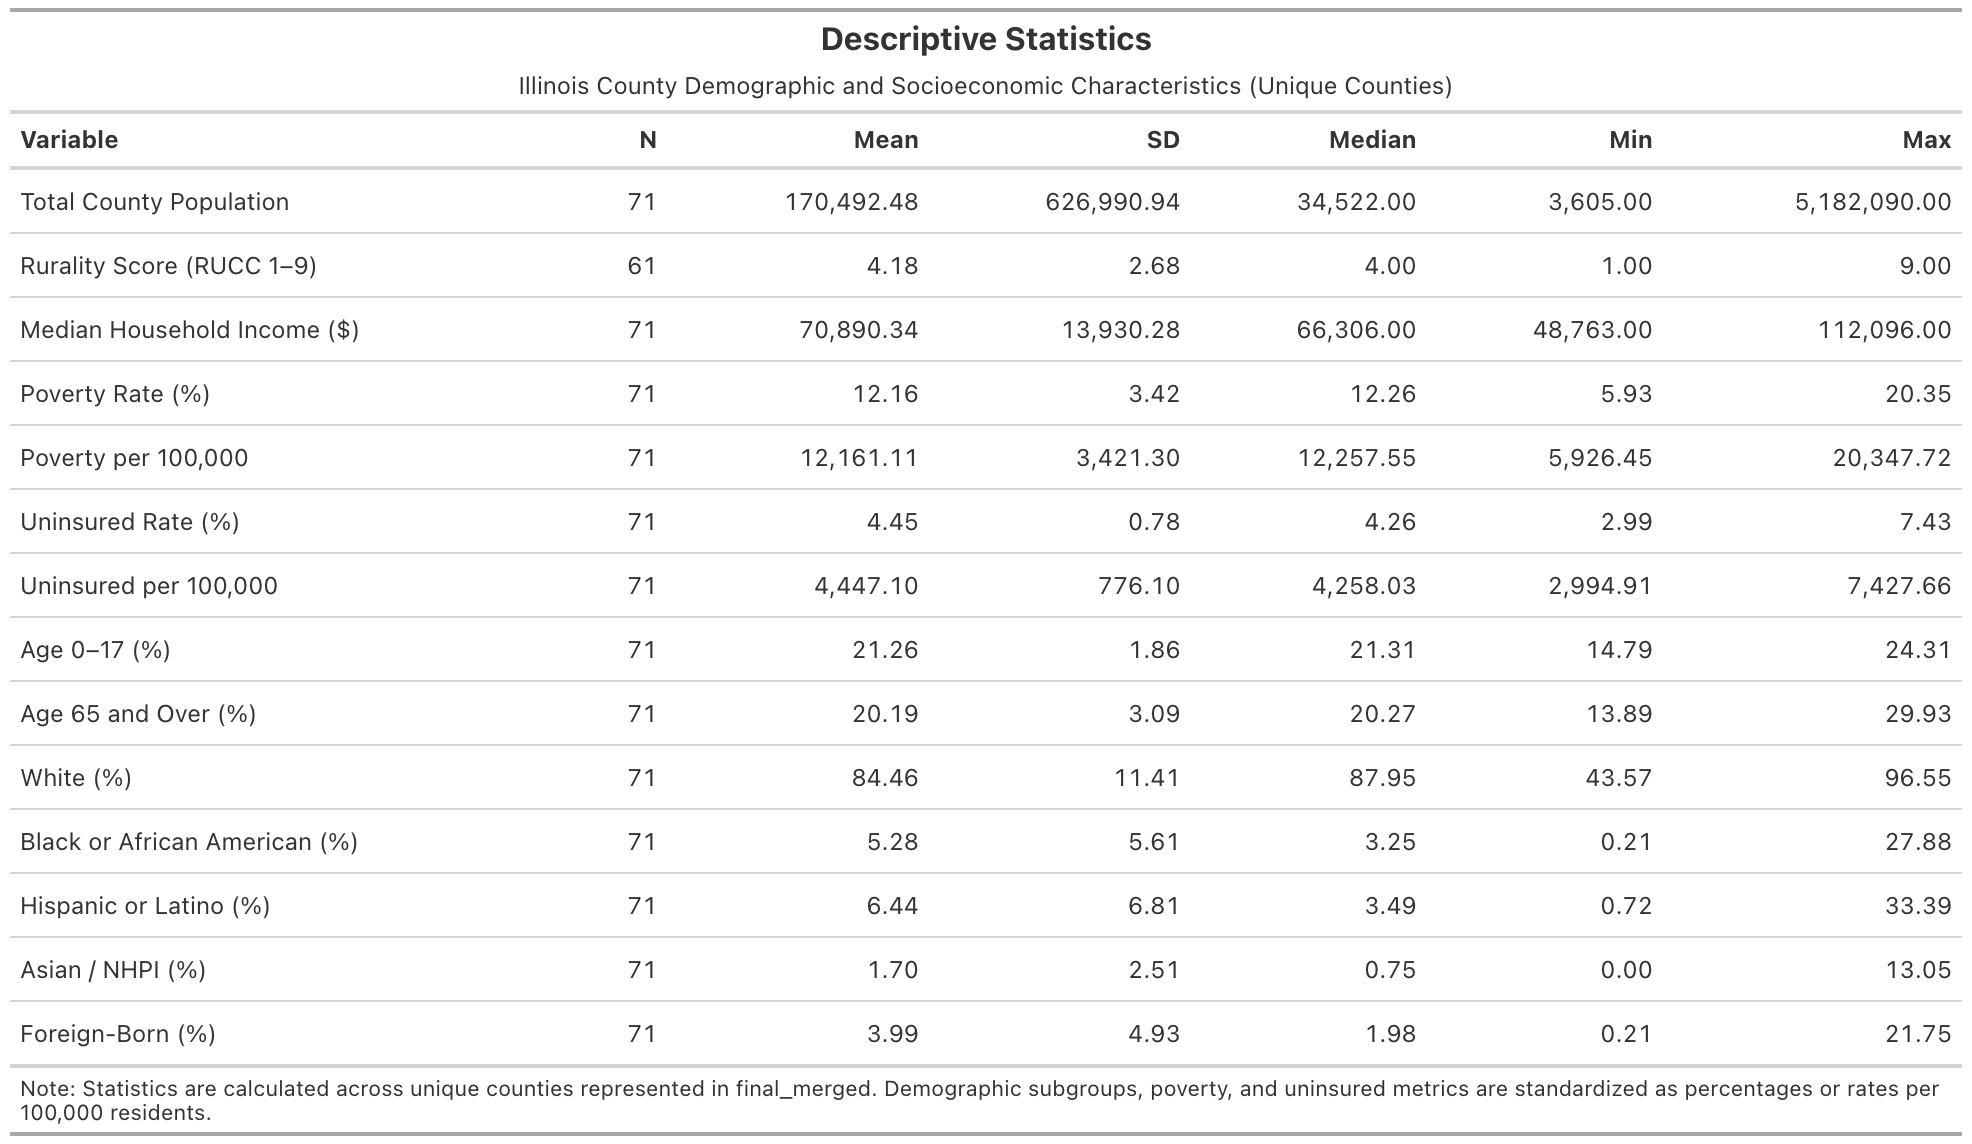 Descriptive Statistics
Illinois County Demographic and Socioeconomic Characteristics (Unique Counties)
Variable N Mean SD Median Min Max
Total County Population 71 170,492.48 626,990.94 34,522.00 3,605.00 5,182,090.00
Rurality Score (RUCC 1–9) 61 4.18 2.68 4.00 1.00 9.00
Median Household Income ($) 71 70,890.34 13,930.28 66,306.00 48,763.00 112,096.00
Poverty Rate (%) 71 12.16 3.42 12.26 5.93 20.35
Poverty per 100,000 71 12,161.11 3,421.30 12,257.55 5,926.45 20,347.72
Uninsured Rate (%) 71 4.45 0.78 4.26 2.99 7.43
Uninsured per 100,000 71 4,447.10 776.10 4,258.03 2,994.91 7,427.66
Age 0–17 (%) 71 21.26 1.86 21.31 14.79 24.31
Age 65 and Over (%) 71 20.19 3.09 20.27 13.89 29.93
White (%) 71 84.46 11.41 87.95 43.57 96.55
Black or African American (%) 71 5.28 5.61 3.25 0.21 27.88
Hispanic or Latino (%) 71 6.44 6.81 3.49 0.72 33.39
Asian / NHPI (%) 71 1.70 2.51 0.75 0.00 13.05
Foreign-Born (%) 71 3.99 4.93 1.98 0.21 21.75
Note: Statistics are calculated across unique counties represented in final_merged. Demographic subgroups, poverty, and uninsured metrics are standardized as percentages or rates per
100,000 residents.